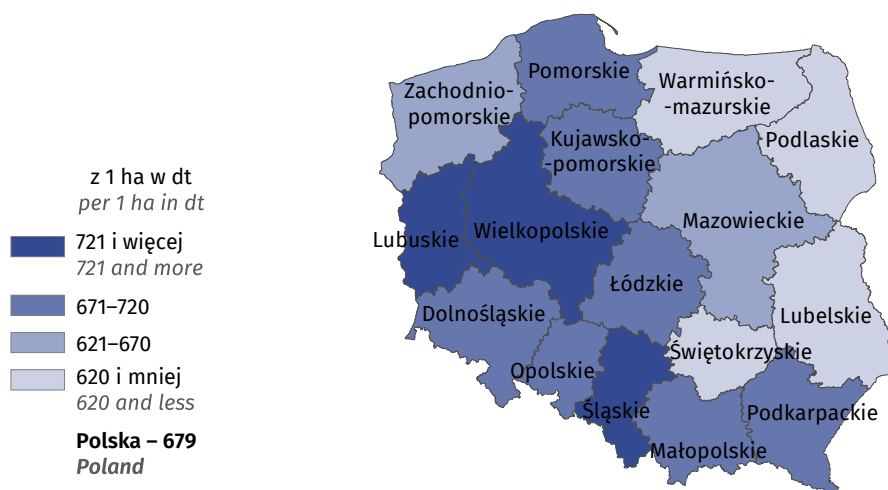 z 1 ha w dt
per 1 ha in dt
721 i więcej
721 and more
671–720
621–670
620 i mniej
620 and less
Polska – 679
Poland
Pomorskie
Zachodnio-
pomorskie
Warmińsko-
-mazurskie
Podlaskie
Kujawsko-
-pomorskie
Mazowieckie
Lubuskie
Wielkopolskie
Łódzkie
Dolnośląskie
Lubelskie
Opolskie
Świętokrzyskie
Śląskie
Podkarpackie
Małopolskie